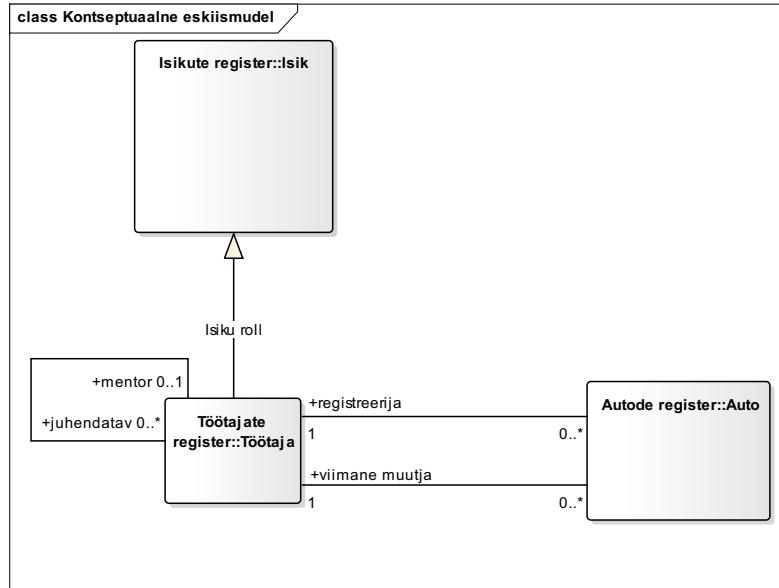 class Kontseptuaalne eskiismudel
Isikute register::Isik
Isiku roll
+mentor 0..1
+juhendatav 0..*
Töötajate
register::Töötaja
+registreerija
1
0..*
+viimane muutja
1
0..*
Autode register::Auto